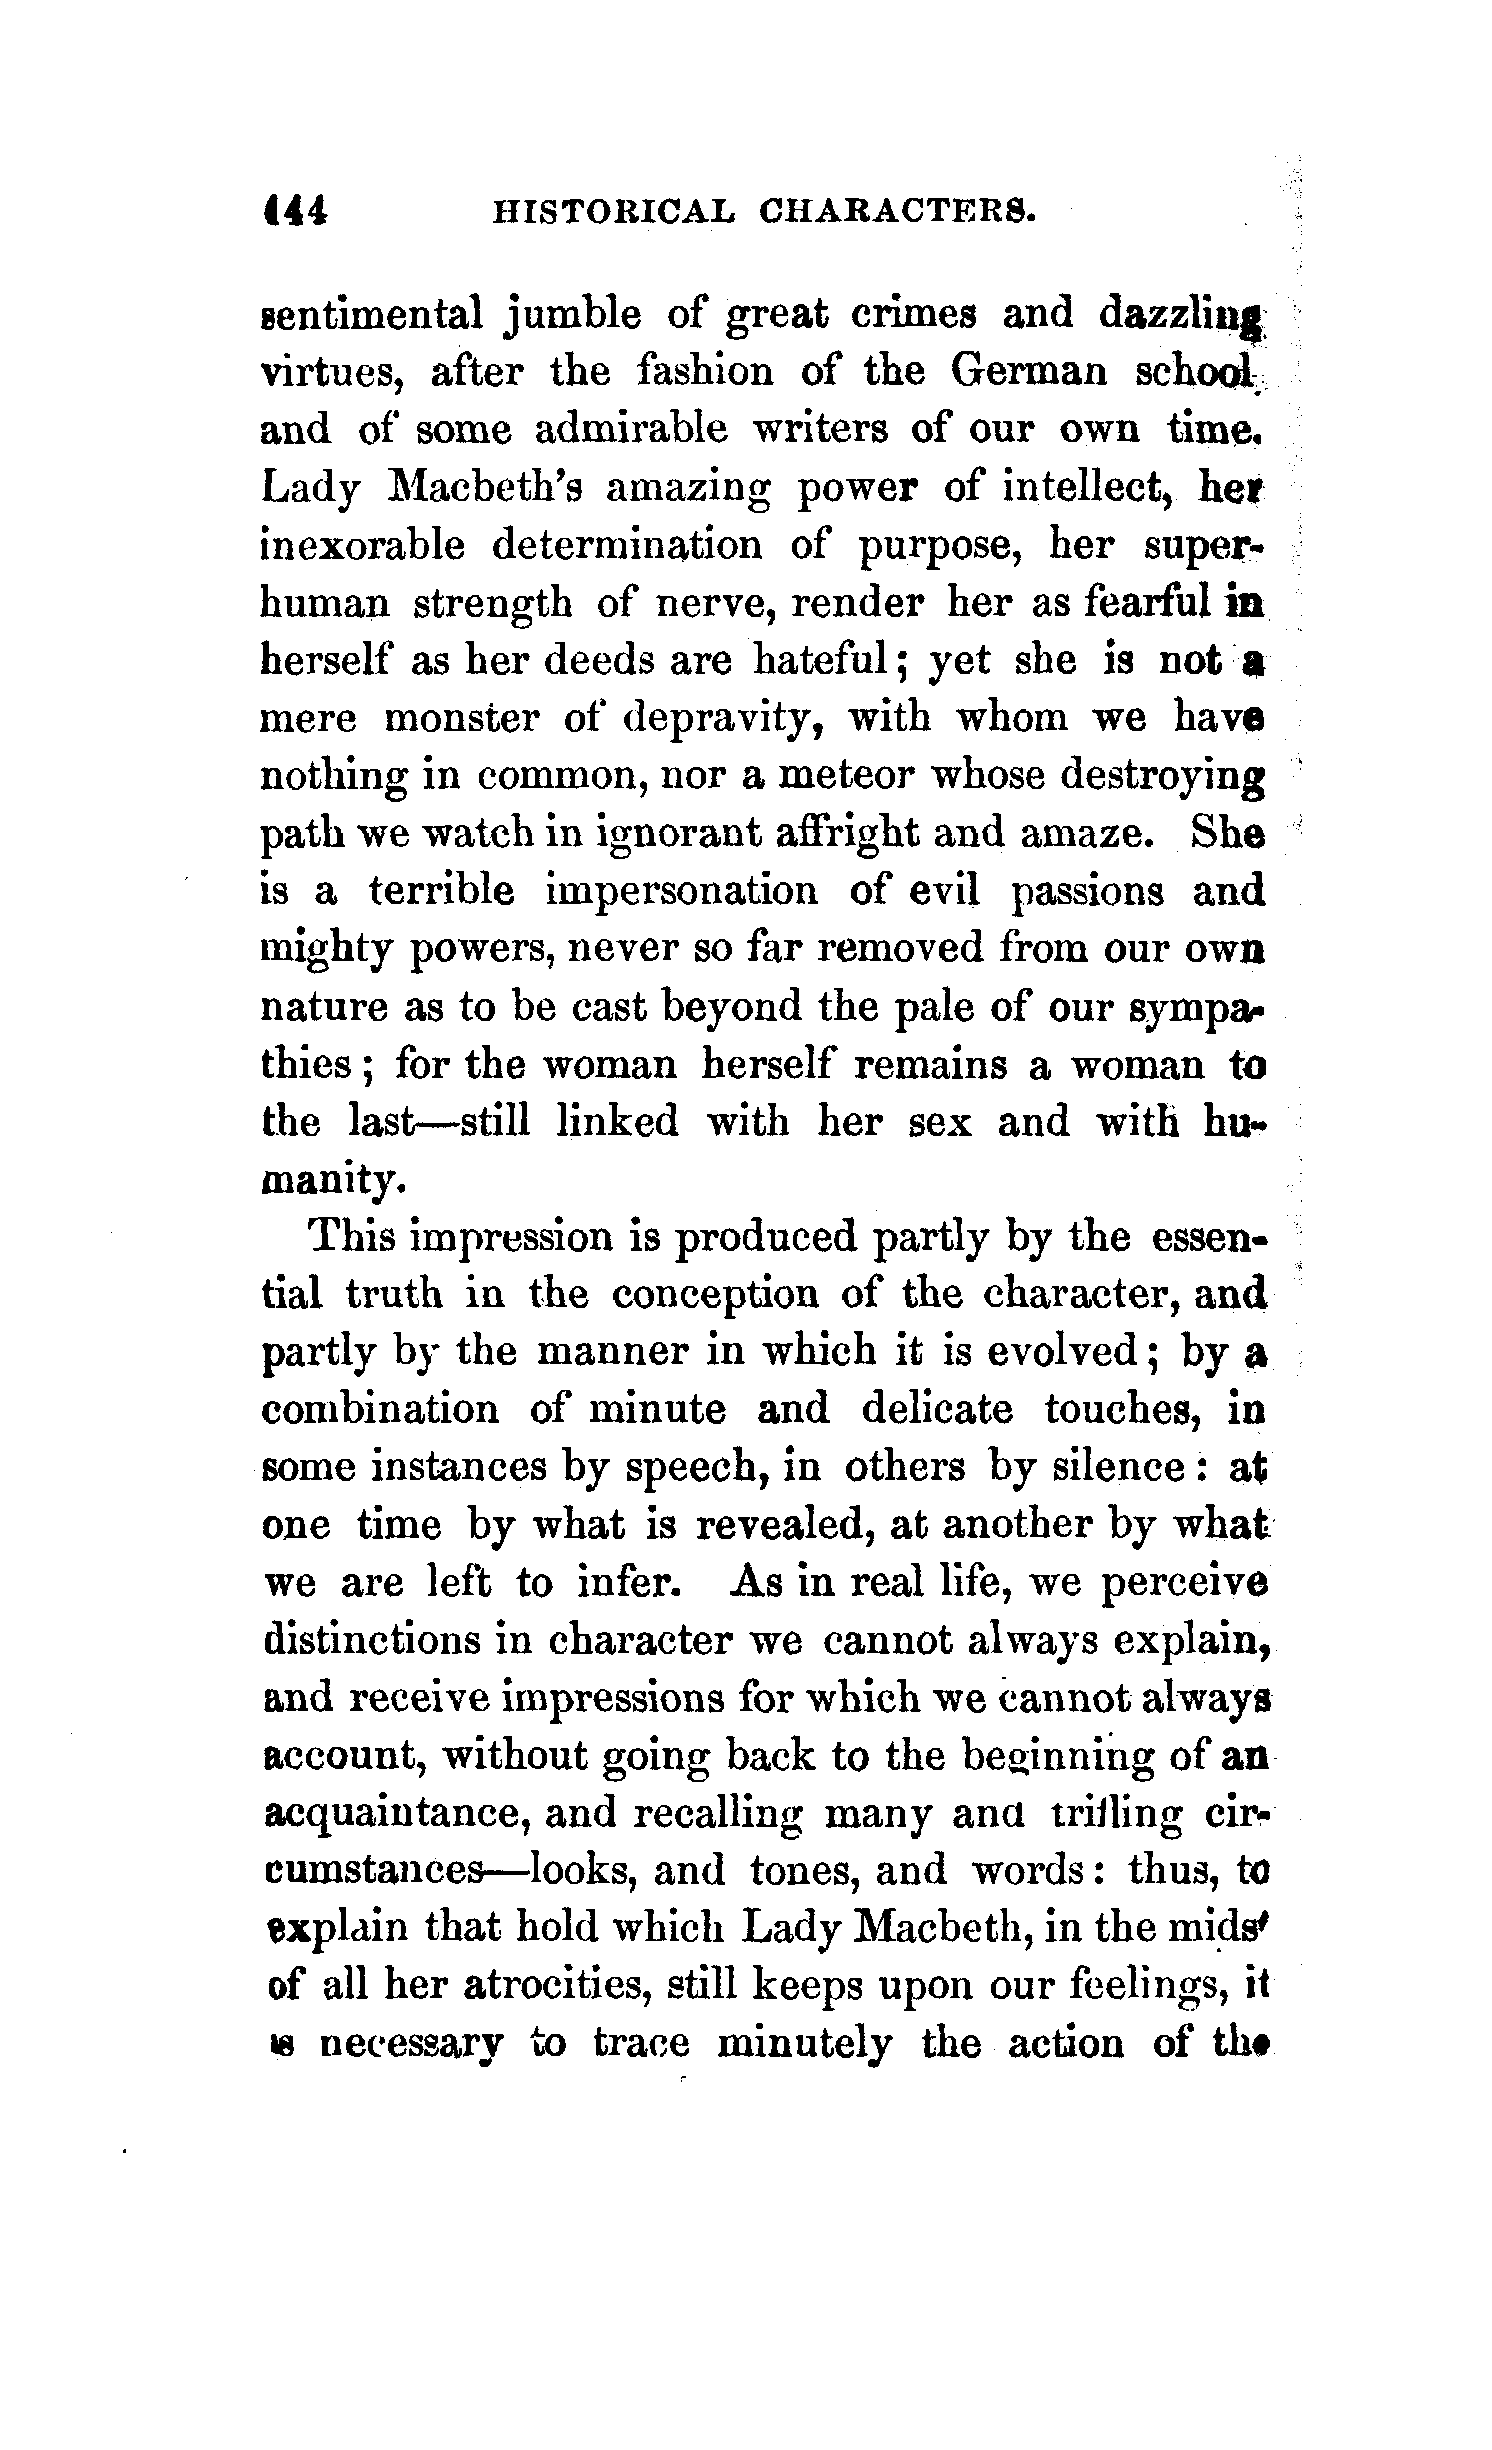 444 HISTORICAL CHARACTERS.
sentimental jumble of great crimes and dazzling
virtues, after the fashion of the German school,
and of some admirable writers of our own time.
Lady Macbeth's amazing power of intellect, her
inexorable determination of purpose, her super-
human strength of nerve, render her as fearful in
herself as her deeds are hateful; yet she is not a
mere monster of depravity, with whom we have
nothing in common, nor a meteor whose destroying
path we watch in ignorant affright and amaze. She
is a terrible impersonation of evil passions and
mighty powers, never so far removed from our own
nature as to be cast beyond the pale of our sympa-
thies; for the woman herself remains a woman to
the last—still linked with her sex and with hu-
manity.
This impression is produced partly by the essen-
tial truth in the conception of the character, and
partly by the manner in which it is evolved; by a
combination of minute and delicate touches, in
some instances by speech, in others by silence: at
one time by what is revealed, at another by what
we are left to infer. As in real life, we perceive
distinctions in character we cannot always explain,
and receive impressions for which we cannot always
account, without going back to the beginning of an
acquaintance, and recalling many and trifling cir-
cumstances—looks, and tones, and words: thus, to
explain that hold which Lady Macbeth, in the midst
of all her atrocities, still keeps upon our feelings, it
is necessary to trace minutely the action of the